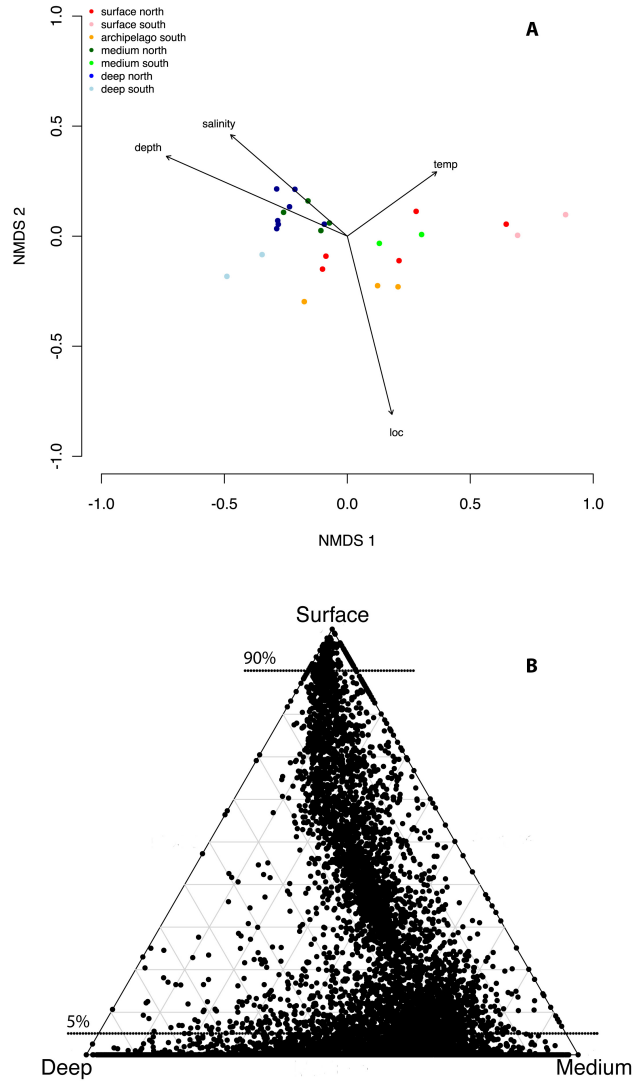 A
surface north
surface south
archipelago south
medium north
medium south
deep north
deep south
1.0
0.5
0.0
-0.5
-1.0
NMDS 2
salinity
depth
temp
loc
-1.0 -0.5 0.0 0.5 1.0
NMDS 1
Surface
90%
B
5%
Deep Medium